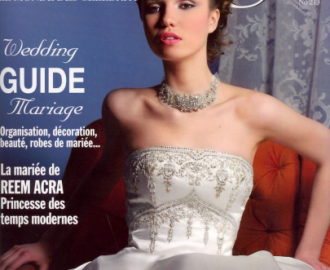 Wedding
GUIDE
Mariage
Organisation, décoration,
beauté, robes de mariée...
La mariée de
REEM ACRA
Princesse des
temps modernes